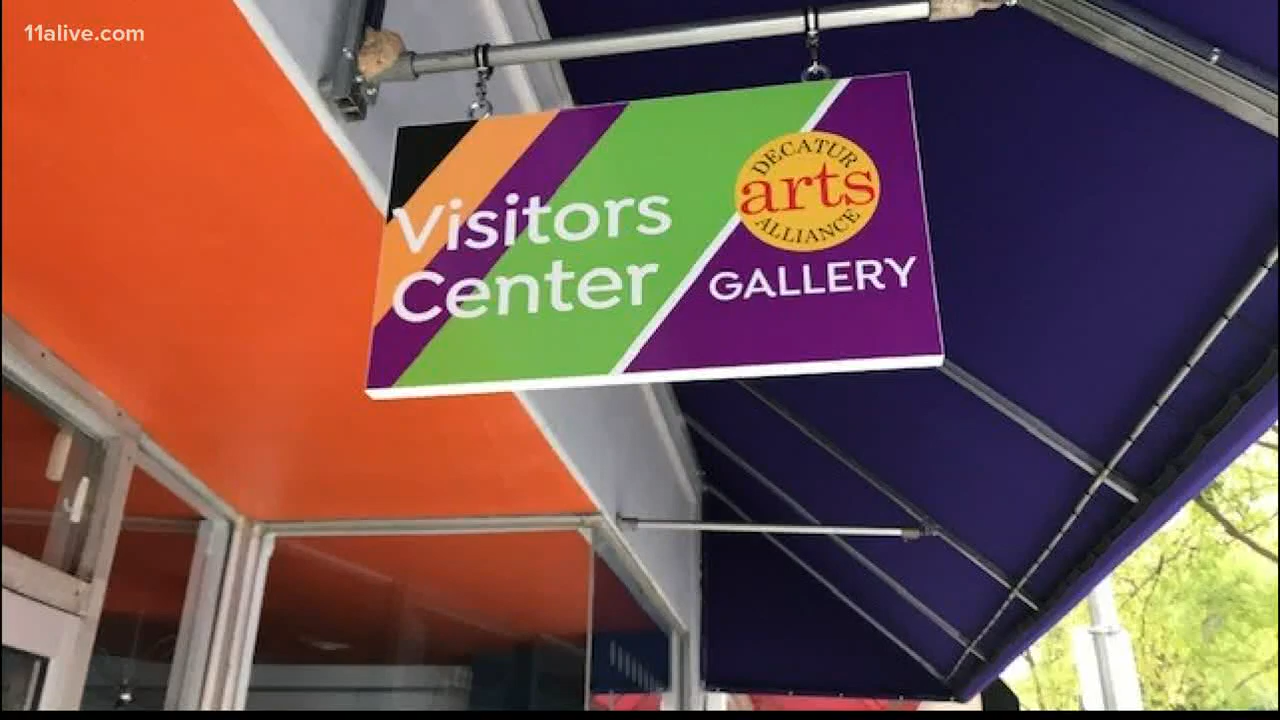 11alive.com
Visitors
Center
DECATUR
arts
ALLIANCE
GALLERY